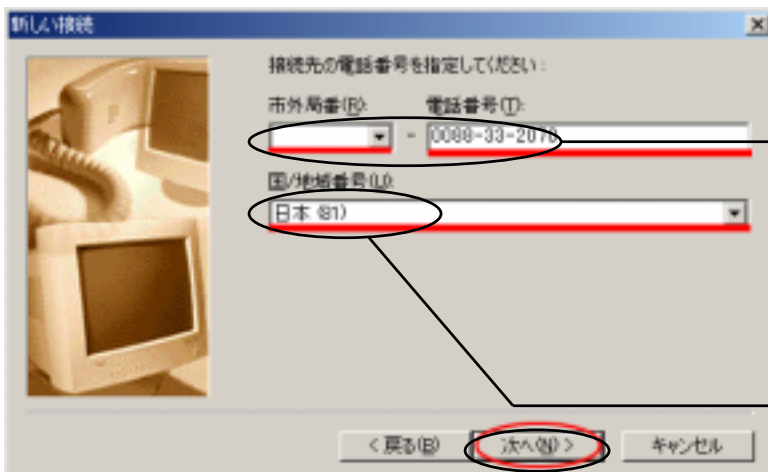 新しい接続
接続先の電話番号を指定してください:
市外局番(R): 電話番号(T):
- 0088-33-2070
国/地域番号(U):
日本 (81)
< 戻る(B) 次へ(N) > キャンセル